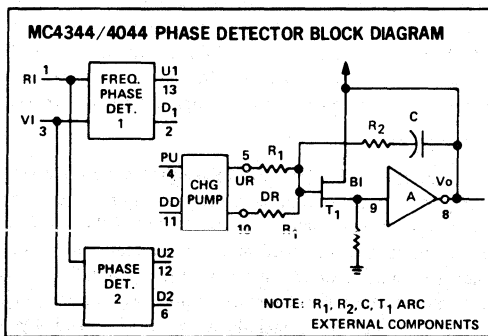 MC4344/4044 PHASE DETECTOR BLOCK DIAGRAM
RI 1
VI 3
FREQ.
PHASE
DET.
1
U1
13
D1
2
PU
4
DD
11
CHG
PUMP
5
UR
R1
10
DR
R1
R2
C
T1
BI
9
A
Vo
8
PHASE
DET.
2
U2
12
D2
6
NOTE: R1, R2, C, T1 ARC
EXTERNAL COMPONENTS